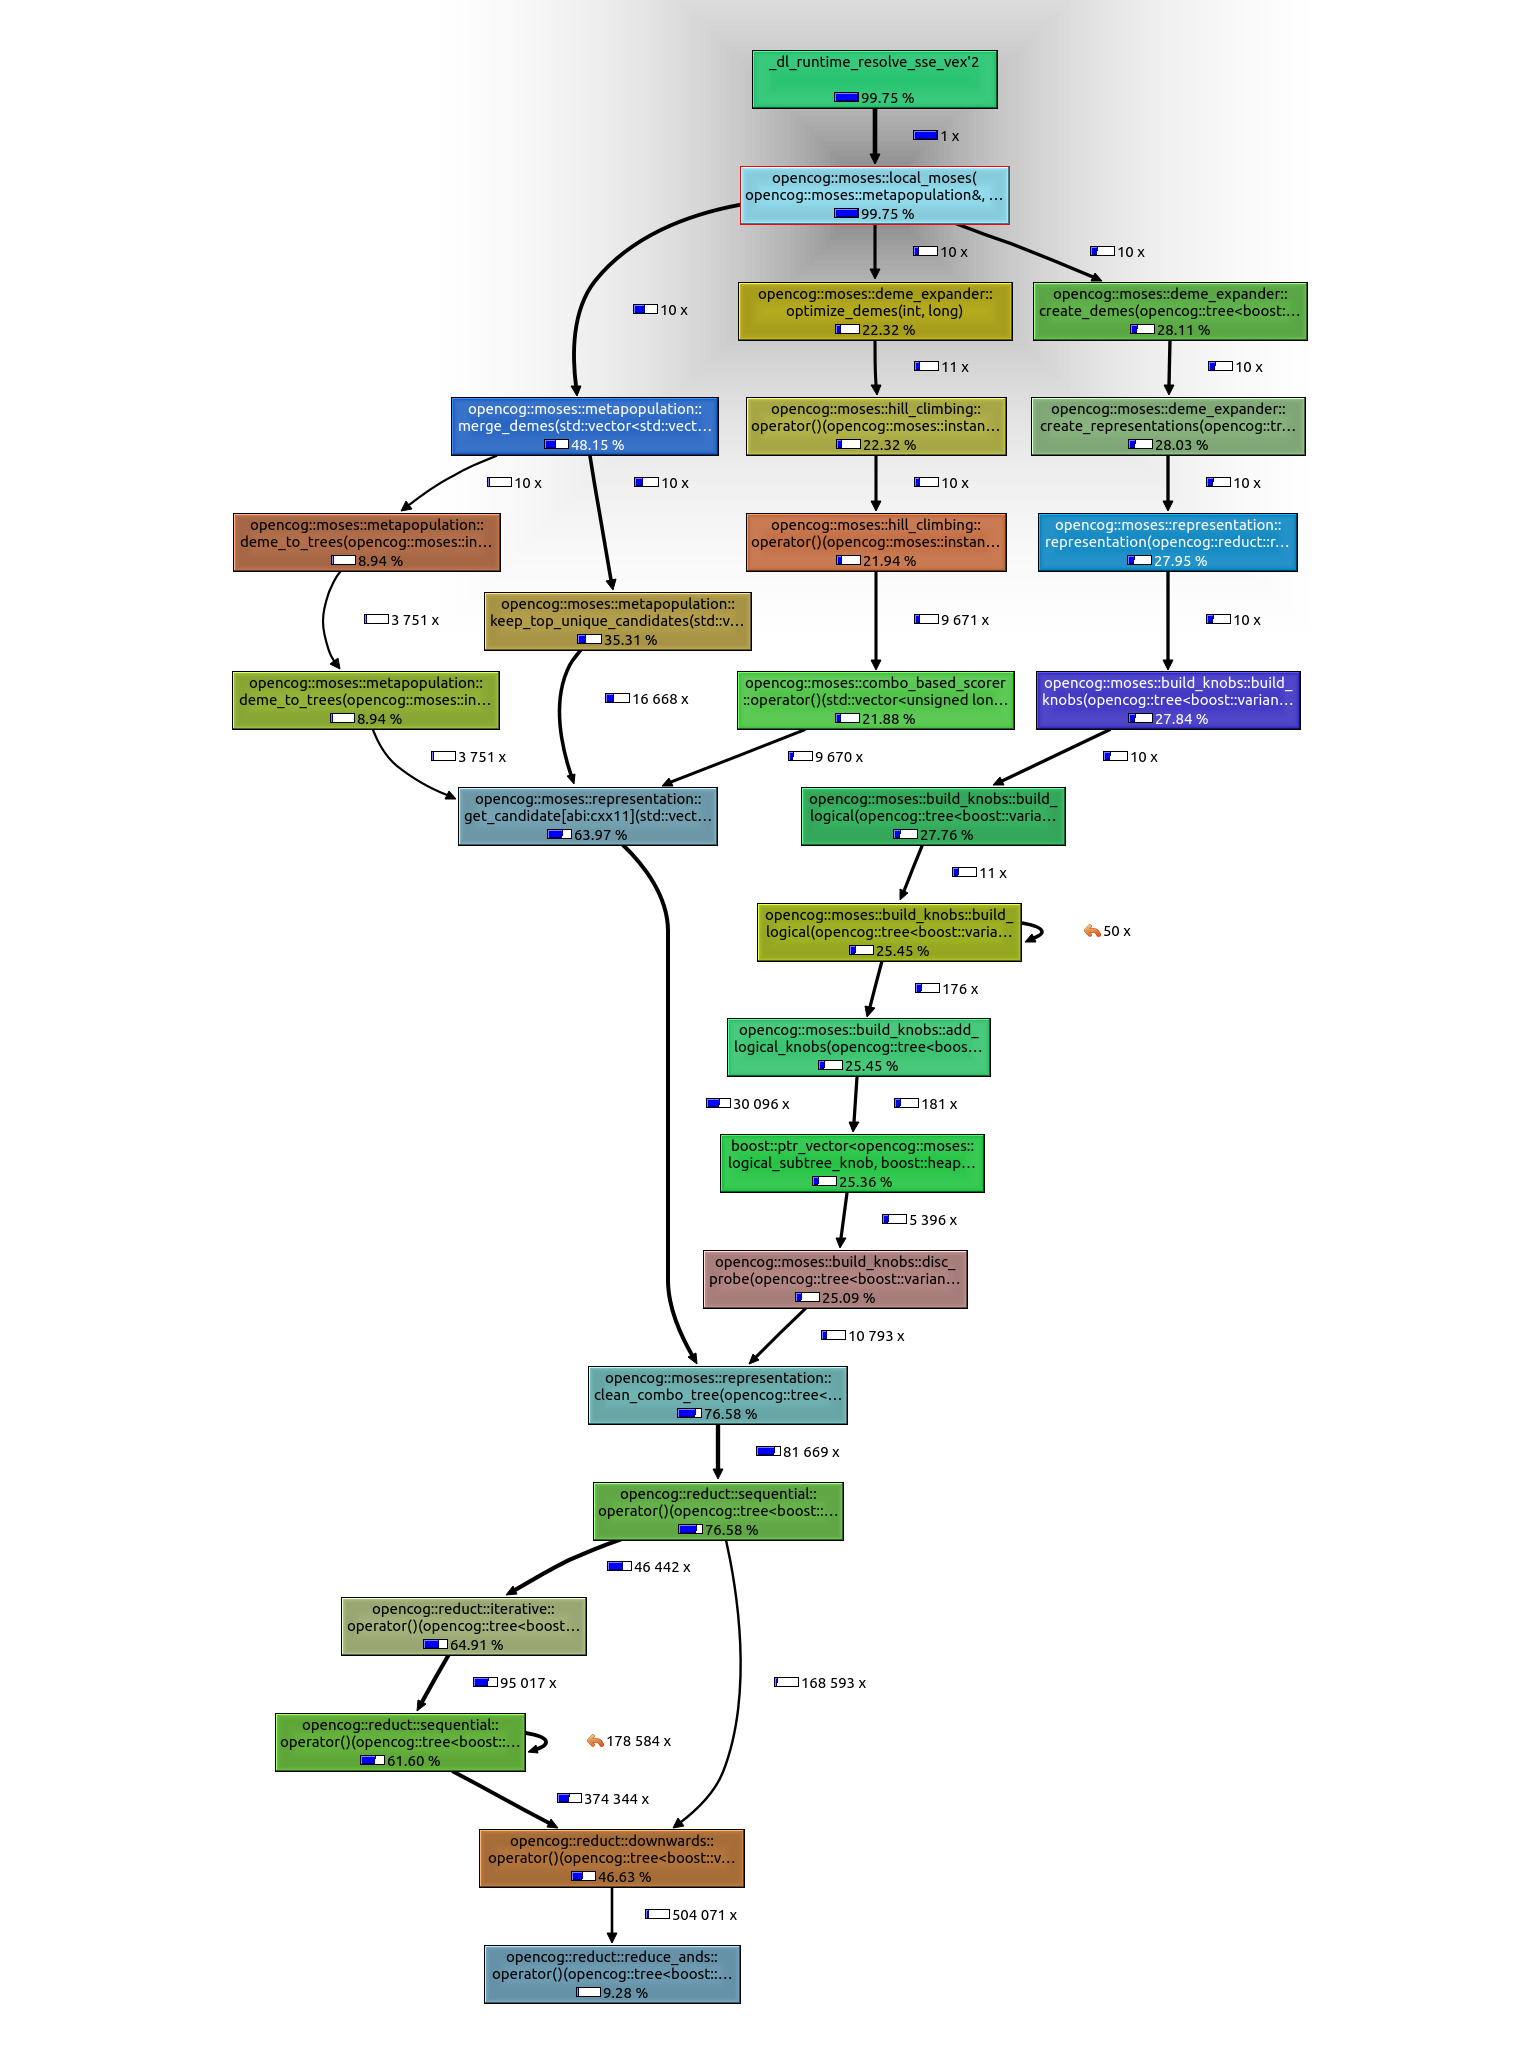 _dl_runtime_resolve_sse_vex'2
99.75 %
1 x
opencog::moses::local_moses(
opencog::moses::metapopulation&, ...
99.75 %
10 x
10 x
10 x
opencog::moses::deme_expander::
optimize_demes(int, long)
22.32 %
opencog::moses::deme_expander::
create_demes(opencog::tree<boost:...
28.11 %
11 x
10 x
opencog::moses::metapopulation::
merge_demes(std::vector<std::vect...
48.15 %
opencog::moses::hill_climbing::
operator()(opencog::moses::instan...
22.32 %
opencog::moses::deme_expander::
create_representations(opencog::tr...
28.03 %
10 x
10 x
10 x
10 x
opencog::moses::metapopulation::
deme_to_trees(opencog::moses::in...
8.94 %
opencog::moses::hill_climbing::
operator()(opencog::moses::instan...
21.94 %
opencog::moses::representation::
representation(opencog::reduct::r...
27.95 %
opencog::moses::metapopulation::
keep_top_unique_candidates(std::v...
35.31 %
3 751 x
9 671 x
10 x
opencog::moses::metapopulation::
deme_to_trees(opencog::moses::in...
8.94 %
16 668 x
opencog::moses::combo_based_scorer
::operator()(std::vector<unsigned lon...
21.88 %
opencog::moses::build_knobs::build_
knobs(opencog::tree<boost::varian...
27.84 %
3 751 x
9 670 x
10 x
opencog::moses::representation::
get_candidate[abi:cxx11](std::vect...
63.97 %
opencog::moses::build_knobs::build_
logical(opencog::tree<boost::varia...
27.76 %
11 x
opencog::moses::build_knobs::build_
logical(opencog::tree<boost::varia...
25.45 %
50 x
176 x
opencog::moses::build_knobs::add_
logical_knobs(opencog::tree<boos...
25.45 %
30 096 x
181 x
boost::ptr_vector<opencog::moses::
logical_subtree_knob, boost::heap...
25.36 %
5 396 x
opencog::moses::build_knobs::disc_
probe(opencog::tree<boost::varian...
25.09 %
10 793 x
opencog::moses::representation::
clean_combo_tree(opencog::tree<...
76.58 %
81 669 x
opencog::reduct::sequential::
operator()(opencog::tree<boost::...
76.58 %
46 442 x
opencog::reduct::iterative::
operator()(opencog::tree<boost...
64.91 %
95 017 x
168 593 x
opencog::reduct::sequential::
operator()(opencog::tree<boost::...
61.60 %
178 584 x
374 344 x
opencog::reduct::downwards::
operator()(opencog::tree<boost::v...
46.63 %
504 071 x
opencog::reduct::reduce_ands::
operator()(opencog::tree<boost::...
9.28 %